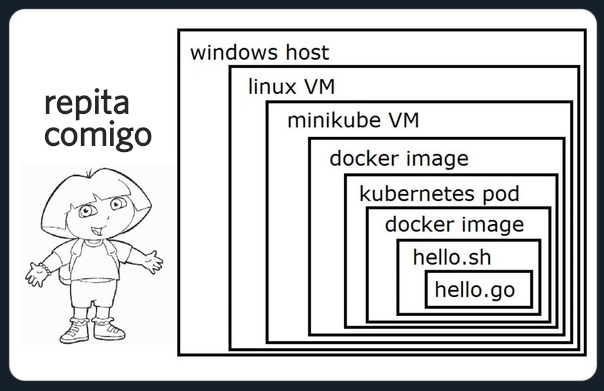 repita
comigo
windows host
linux VM
minikube VM
docker image
kubernetes pod
docker image
hello.sh
hello.go